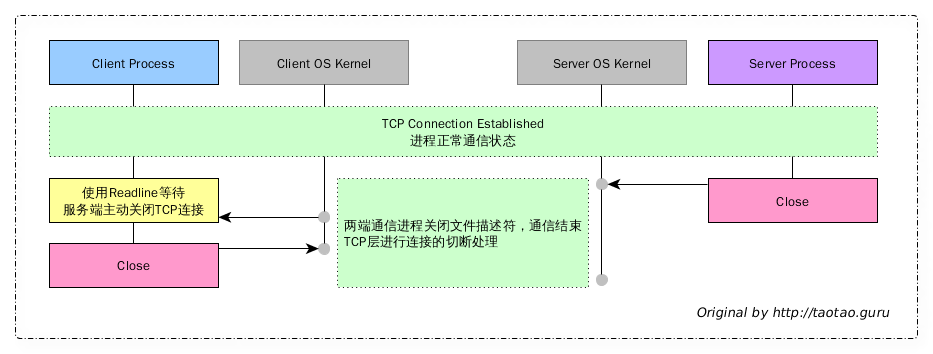 Client Process
Client OS Kernel
Server OS Kernel
Server Process
TCP Connection Established
进程正常通信状态
使用Readline等待
服务端主动关闭TCP连接
两端通信进程关闭文件描述符，通信结束
TCP层进行连接的切断处理
Close
Close
Original by http://taotao.guru